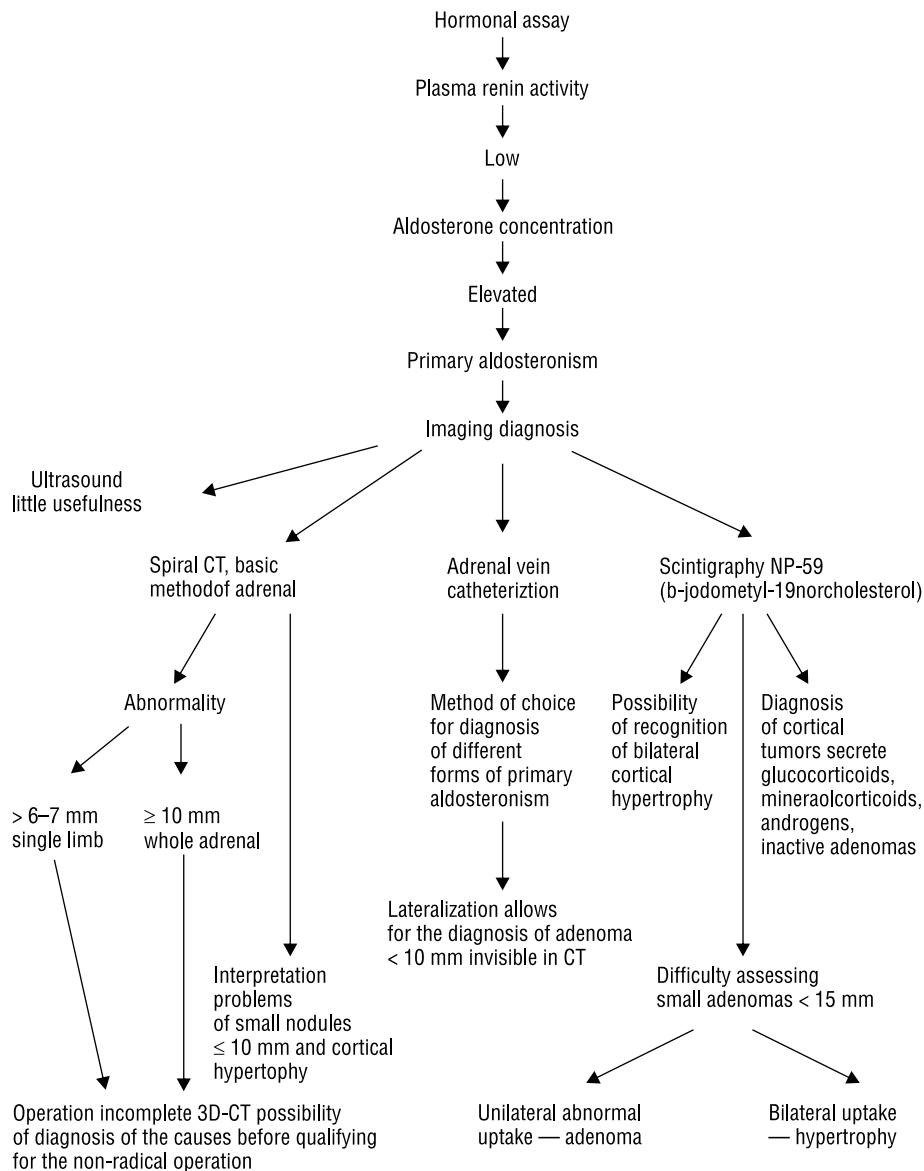 Hormonal assay
Plasma renin activity
Low
Aldosterone concentration
Elevated
Primary aldosteronism
Imaging diagnosis
Ultrasound
little usefulness
Spiral CT, basic
methodof adrenal
Adrenal vein
catheteriztion
Scintigraphy NP-59
(b-jodometyl-19norcholesterol)
Abnormality
Method of choice
for diagnosis
of different
forms of primary
aldosteronism
Possibility
of recognition
of bilateral
cortical
hypertrophy
Diagnosis
of cortical
tumors secrete
glucocorticoids,
mineraolcorticoids,
androgens,
inactive adenomas
> 6–7 mm
single limb
≥ 10 mm
whole adrenal
Lateralization allows
for the diagnosis of adenoma
< 10 mm invisible in CT
Interpretation
problems
of small nodules
≤ 10 mm and cortical
hypertophy
Difficulty assessing
small adenomas < 15 mm
Operation incomplete 3D-CT possibility
of diagnosis of the causes before qualifying
for the non-radical operation
Unilateral abnormal
uptake — adenoma
Bilateral uptake
— hypertrophy